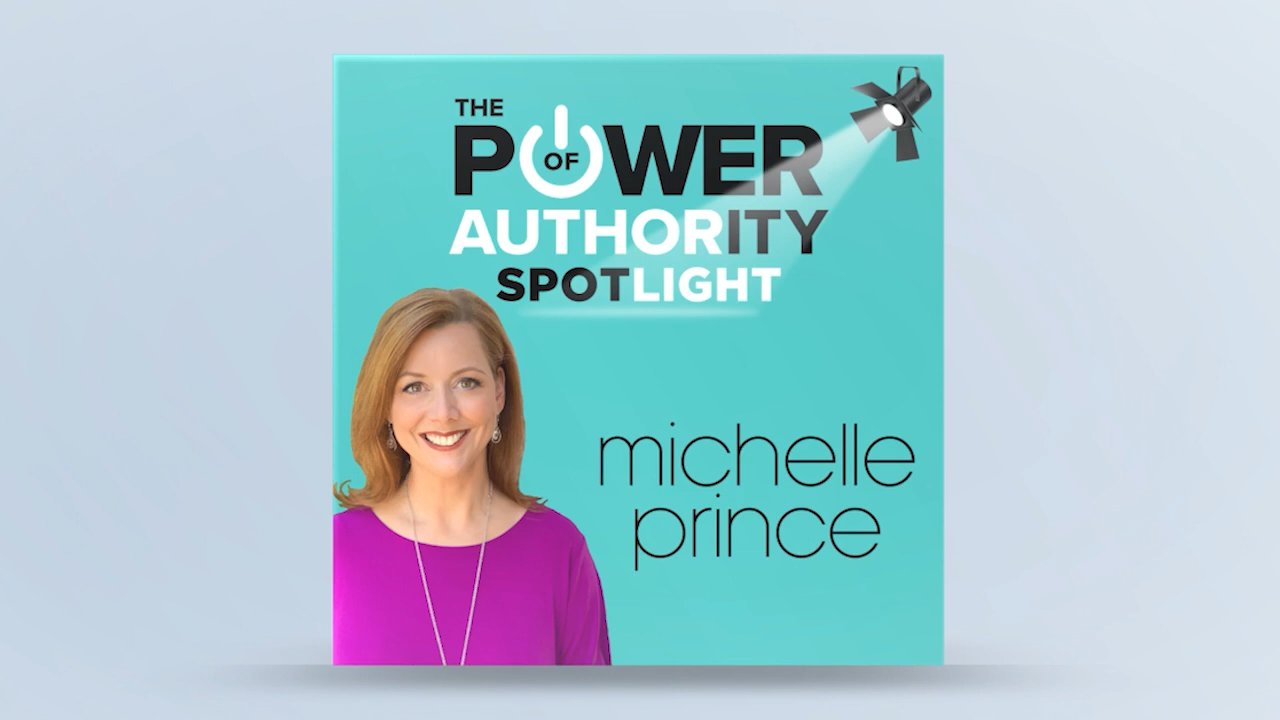 THE
POWER
OF
AUTHORITY
SPOTLIGHT
michelle
prince